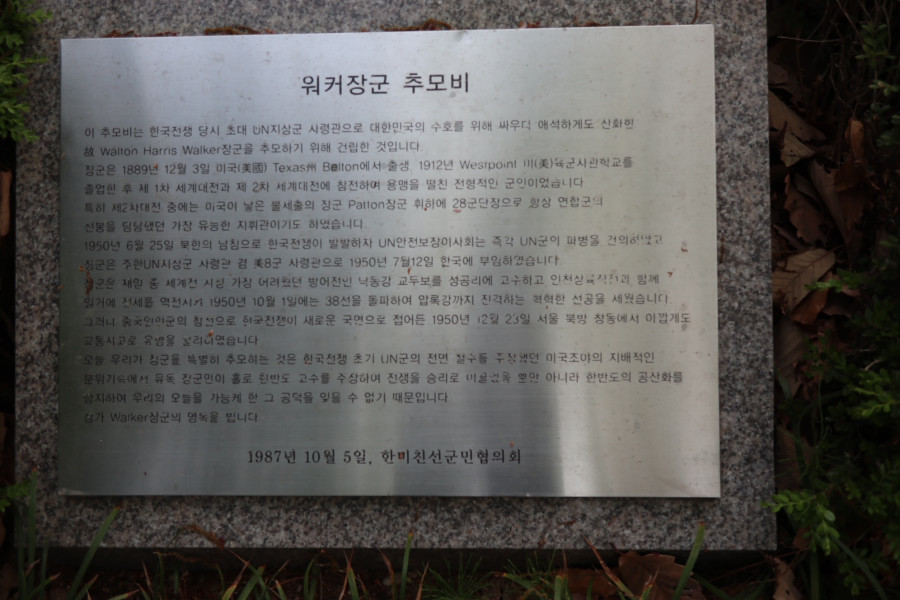 워커장군 추모비
이 추모비는 한국전쟁 당시 초대 UN지상군 사령관으로 대한민국의 수호를 위해 싸우다 애석하게도 산화한
故 Walton Harris Walker장군을 추모하기 위해 건립한 것입니다.
장군은 1889년 12월 3일 미국(美國) Texas州 Belton에서 출생, 1912년 Westpoint 미(美)육군사관학교를
졸업한 후 제 1차 세계대전과 제 2차 세계대전에 참전하여 용맹을 떨친 전형적인 군인이었습니다
특히 제2차대전 중에는 미국이 낳은 불세출의 장군 Patton장군 휘하에 28군단장으로 항상 연합군의
선봉을 담당했던 가장 유능한 지휘관이기도 하였습니다.
1950년 6월 25일 북한의 남침으로 한국전쟁이 발발하자 UN안전보장이사회는 즉각 UN군의 파병을 건의하였고
장군은 주한UN지상군 사령관 겸 美8군 사령관으로 1950년 7월12일 한국에 부임하였습니다.
장군은 재임 중 세계전 사상 가장 어려웠던 방어전인 낙동강 교두보를 성공리에 고수하고 인천상륙작전과 함께
일거에 전세를 역전시켜 1950년 10월 1일에는 38선을 돌파하여 압록강까지 진격하는 혁혁한 전공을 세웠습니다
그러나 중국인민군의 참전으로 한국전쟁이 새로운 국면으로 접어든 1950년 12월 23일 서울 북방 창동에서 아깝게도
교통사고로 유명을 달리하였습니다
오늘 우리가 장군을 특별히 추모하는 것은 한국전쟁 초기 UN군의 전면 철수를 주장했던 미국조야의 지배적인
분위기속에서 유독 장군만이 홀로 한반도 고수를 주장하여 전쟁을 승리로 이끌었을 뿐만 아니라 한반도의 공산화를
저지하여 우리의 오늘을 가능케 한 그 공덕을 잊을 수 없기 때문입니다
삼가 Walker장군의 명복을 빕니다.
1987년 10월 5일, 한미친선군민협의회